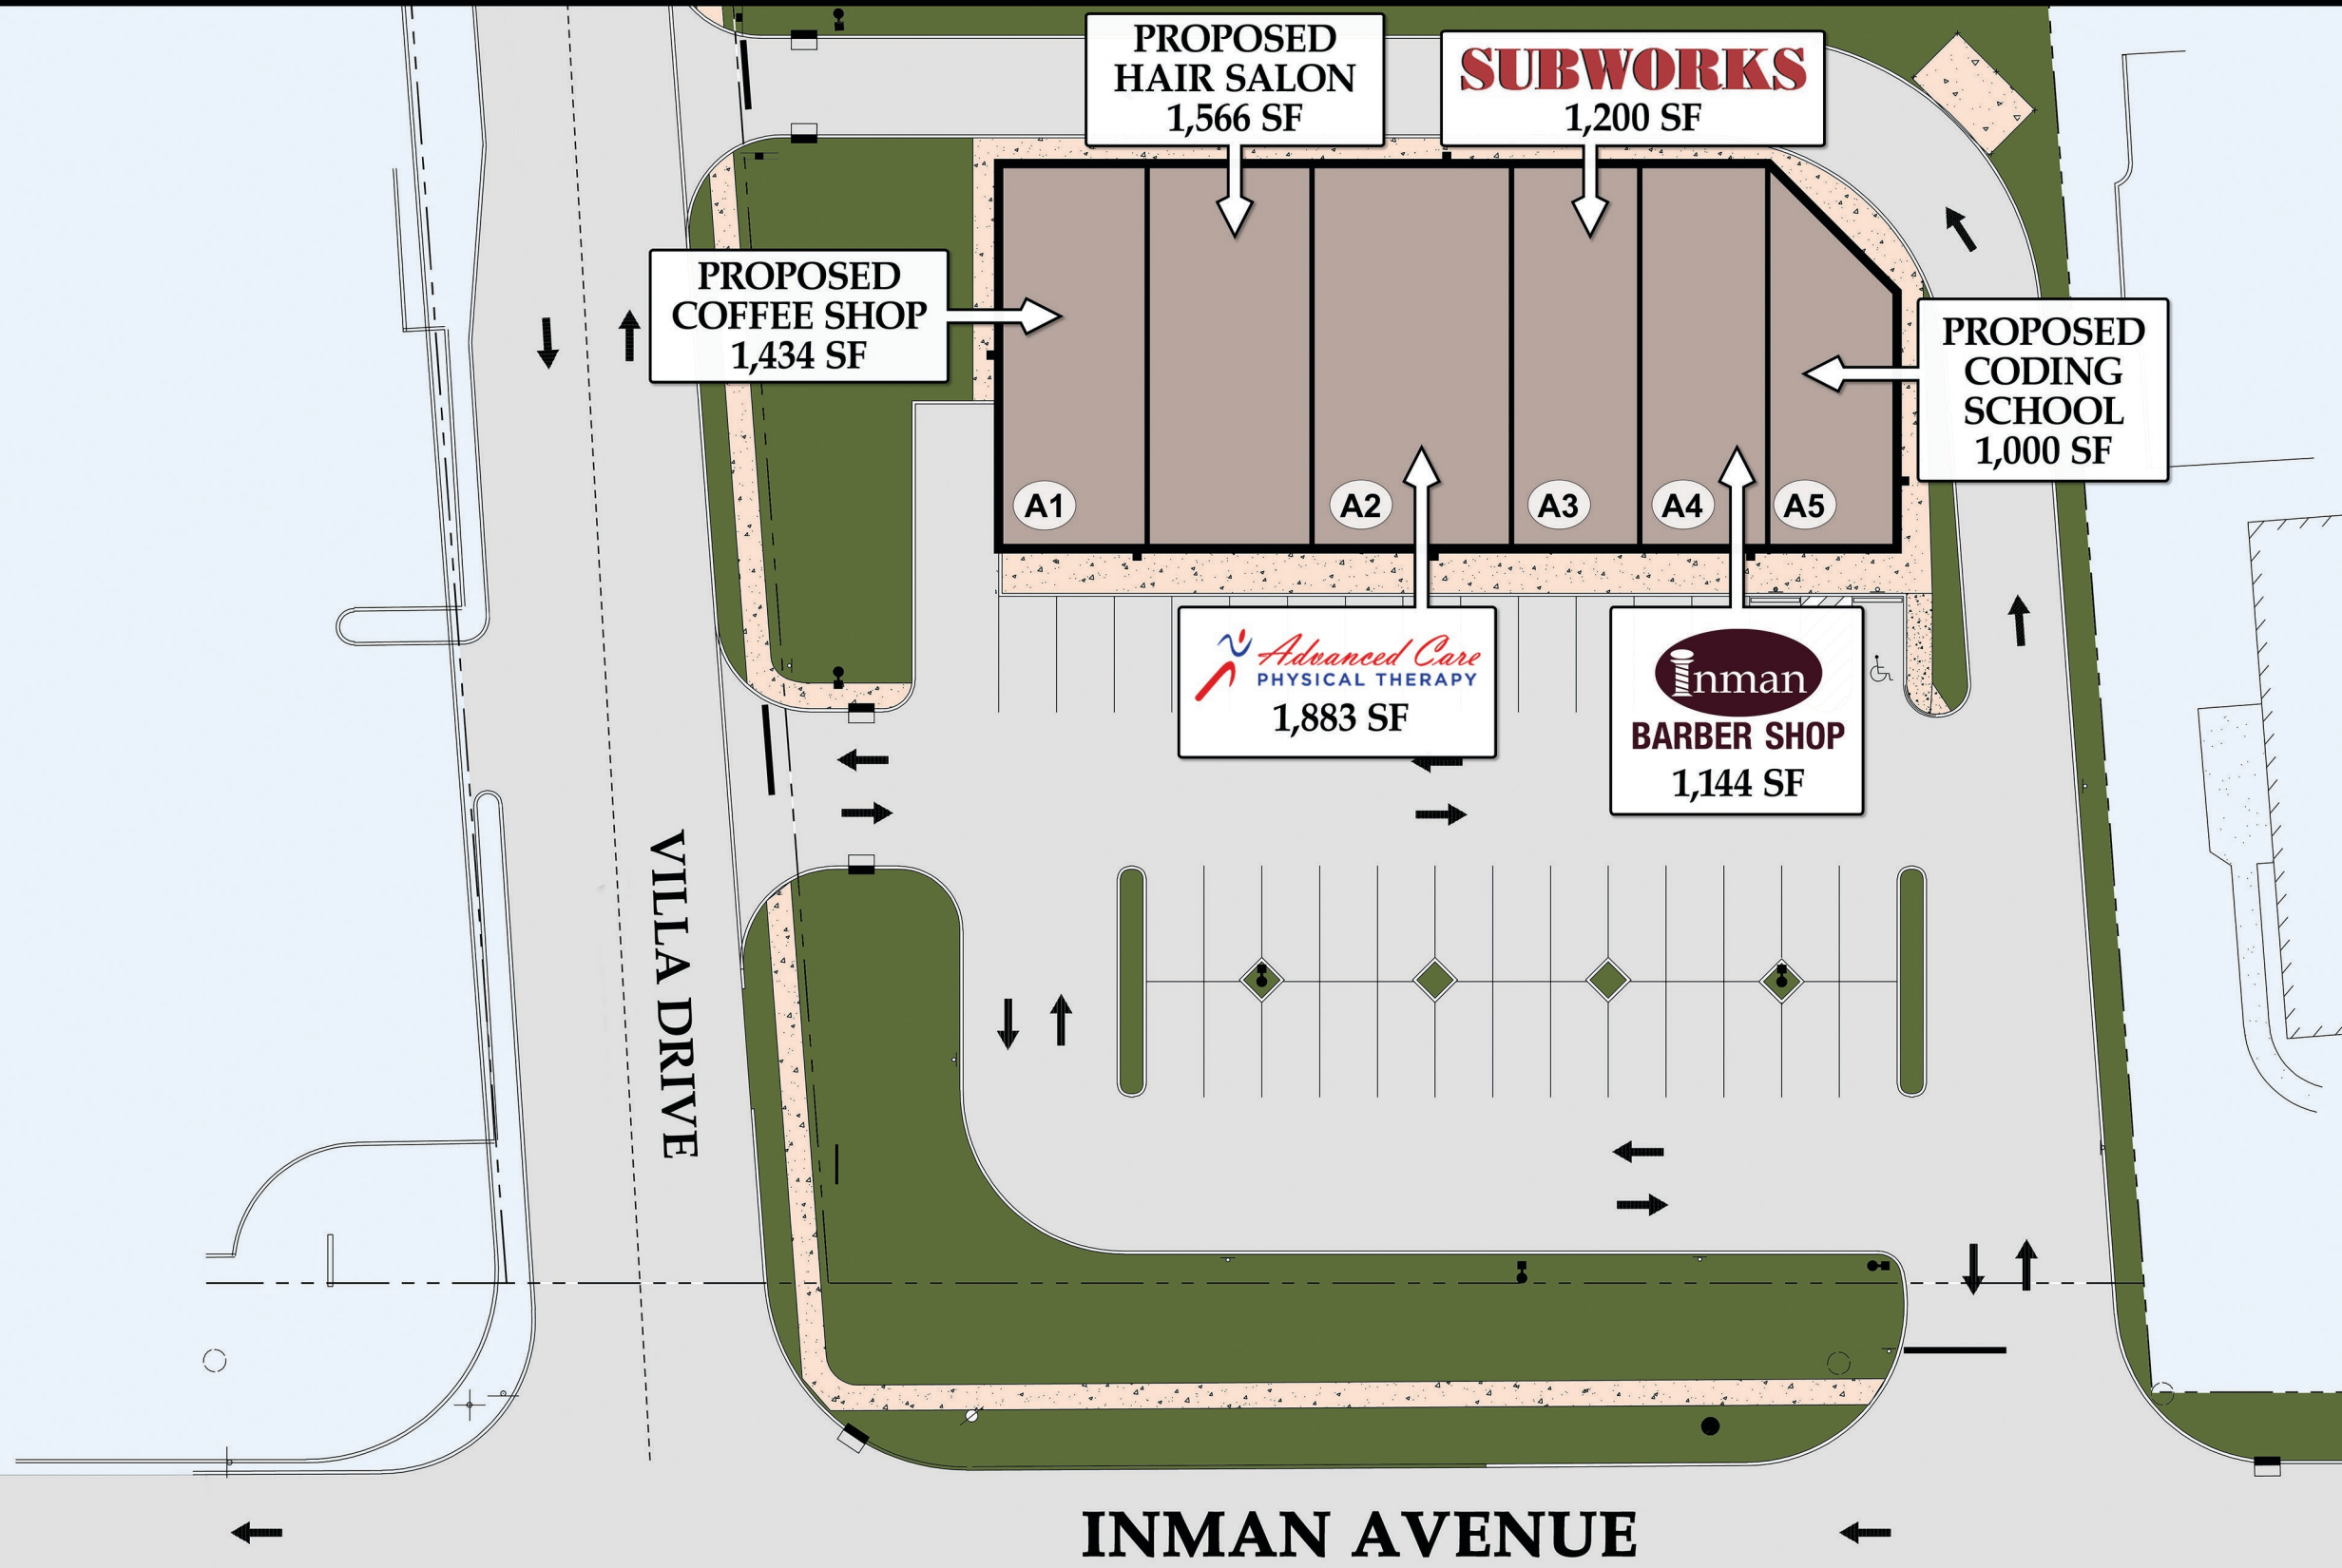 PROPOSED
HAIR SALON
1,566 SF
SUBWORKS
1,200 SF
PROPOSED
COFFEE SHOP
1,434 SF
PROPOSED
CODING
SCHOOL
1,000 SF
A1
A2
A3
A4
A5
Advanced Care
PHYSICAL THERAPY
1,883 SF
Inman
BARBER SHOP
1,144 SF
VILLA DRIVE
INMAN AVENUE